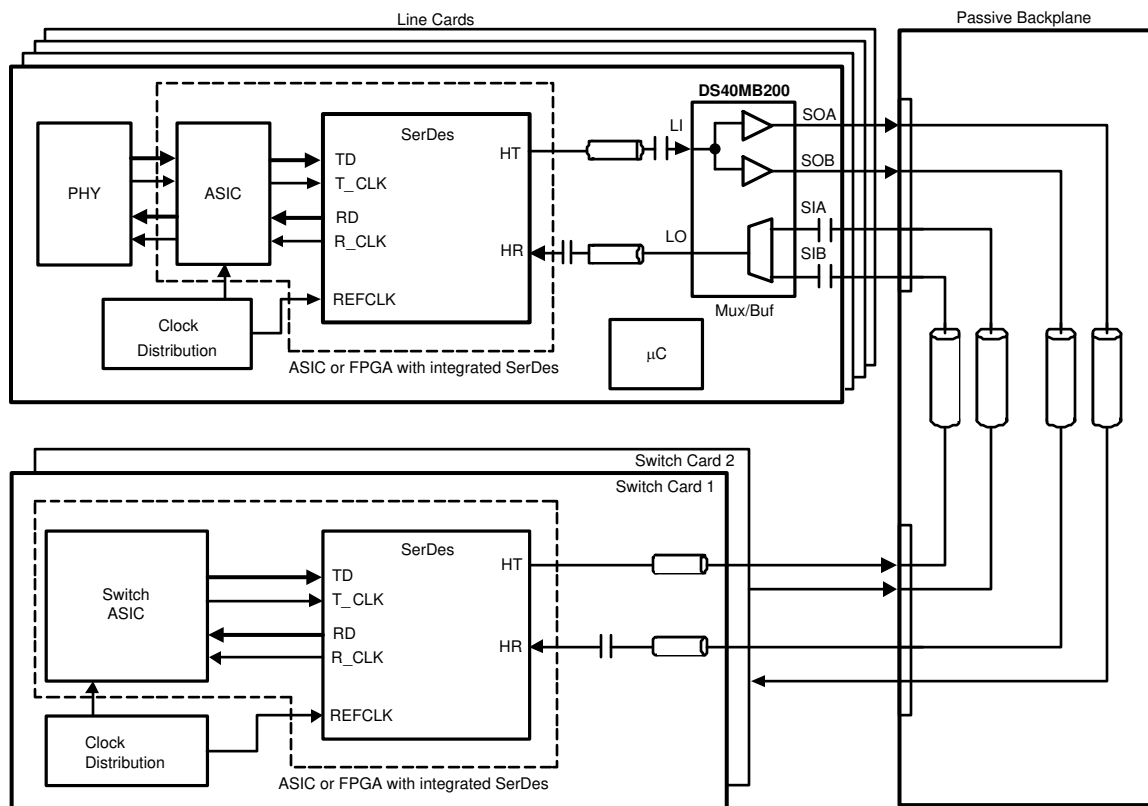 Line Cards
Passive Backplane
DS40MB200
SerDes
HT
LI
SOA
SOB
PHY
ASIC
TD
T_CLK
RD
R_CLK
HR
LO
SIA
SIB
REFCLK
Mux/Buf
Clock
Distribution
μC
ASIC or FPGA with integrated SerDes
Switch Card 2
Switch Card 1
SerDes
HT
TD
Switch
ASIC
T_CLK
RD
HR
R_CLK
REFCLK
Clock
Distribution
ASIC or FPGA with integrated SerDes